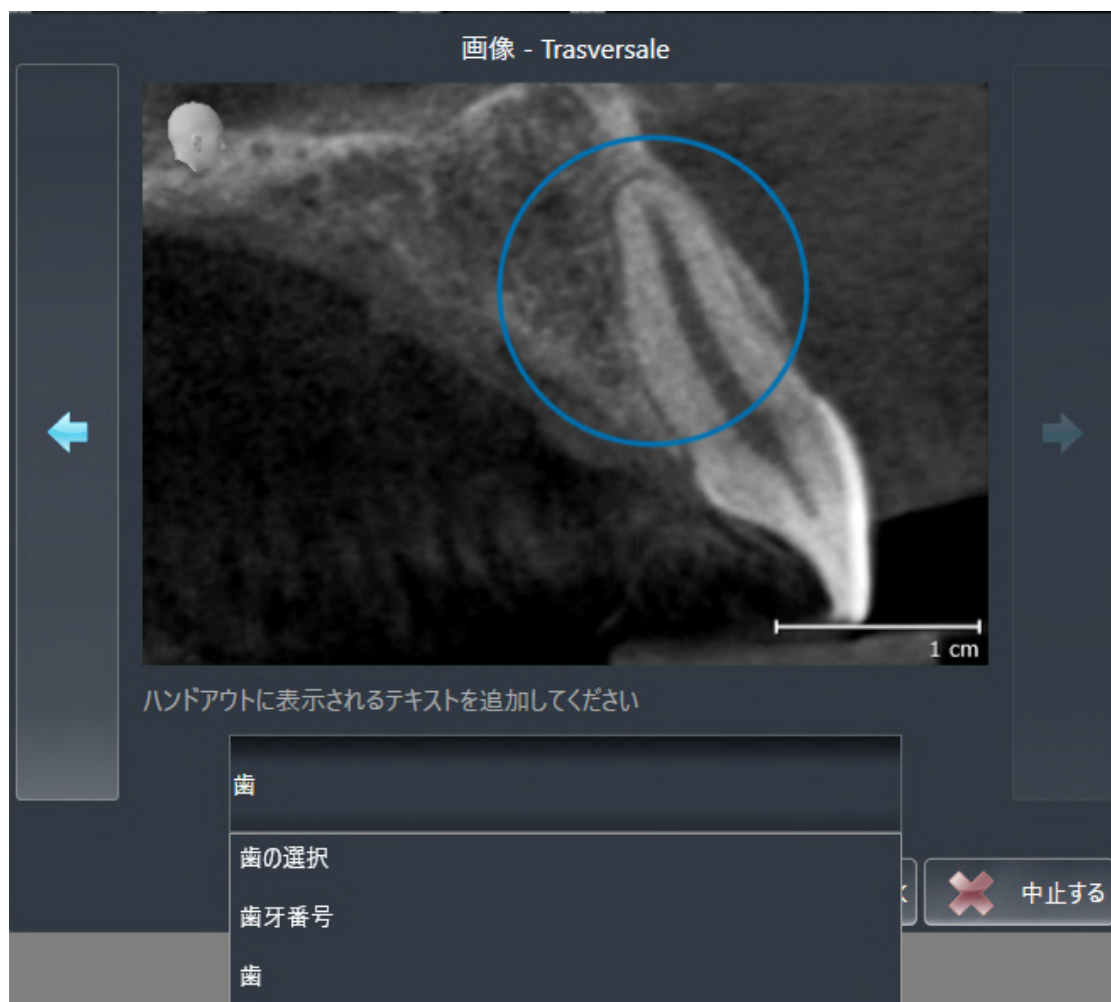 画像 - Trasversale
1 cm
ハンドアウトに表示されるテキストを追加してください
歯
歯の選択
歯牙番号
歯
中止する